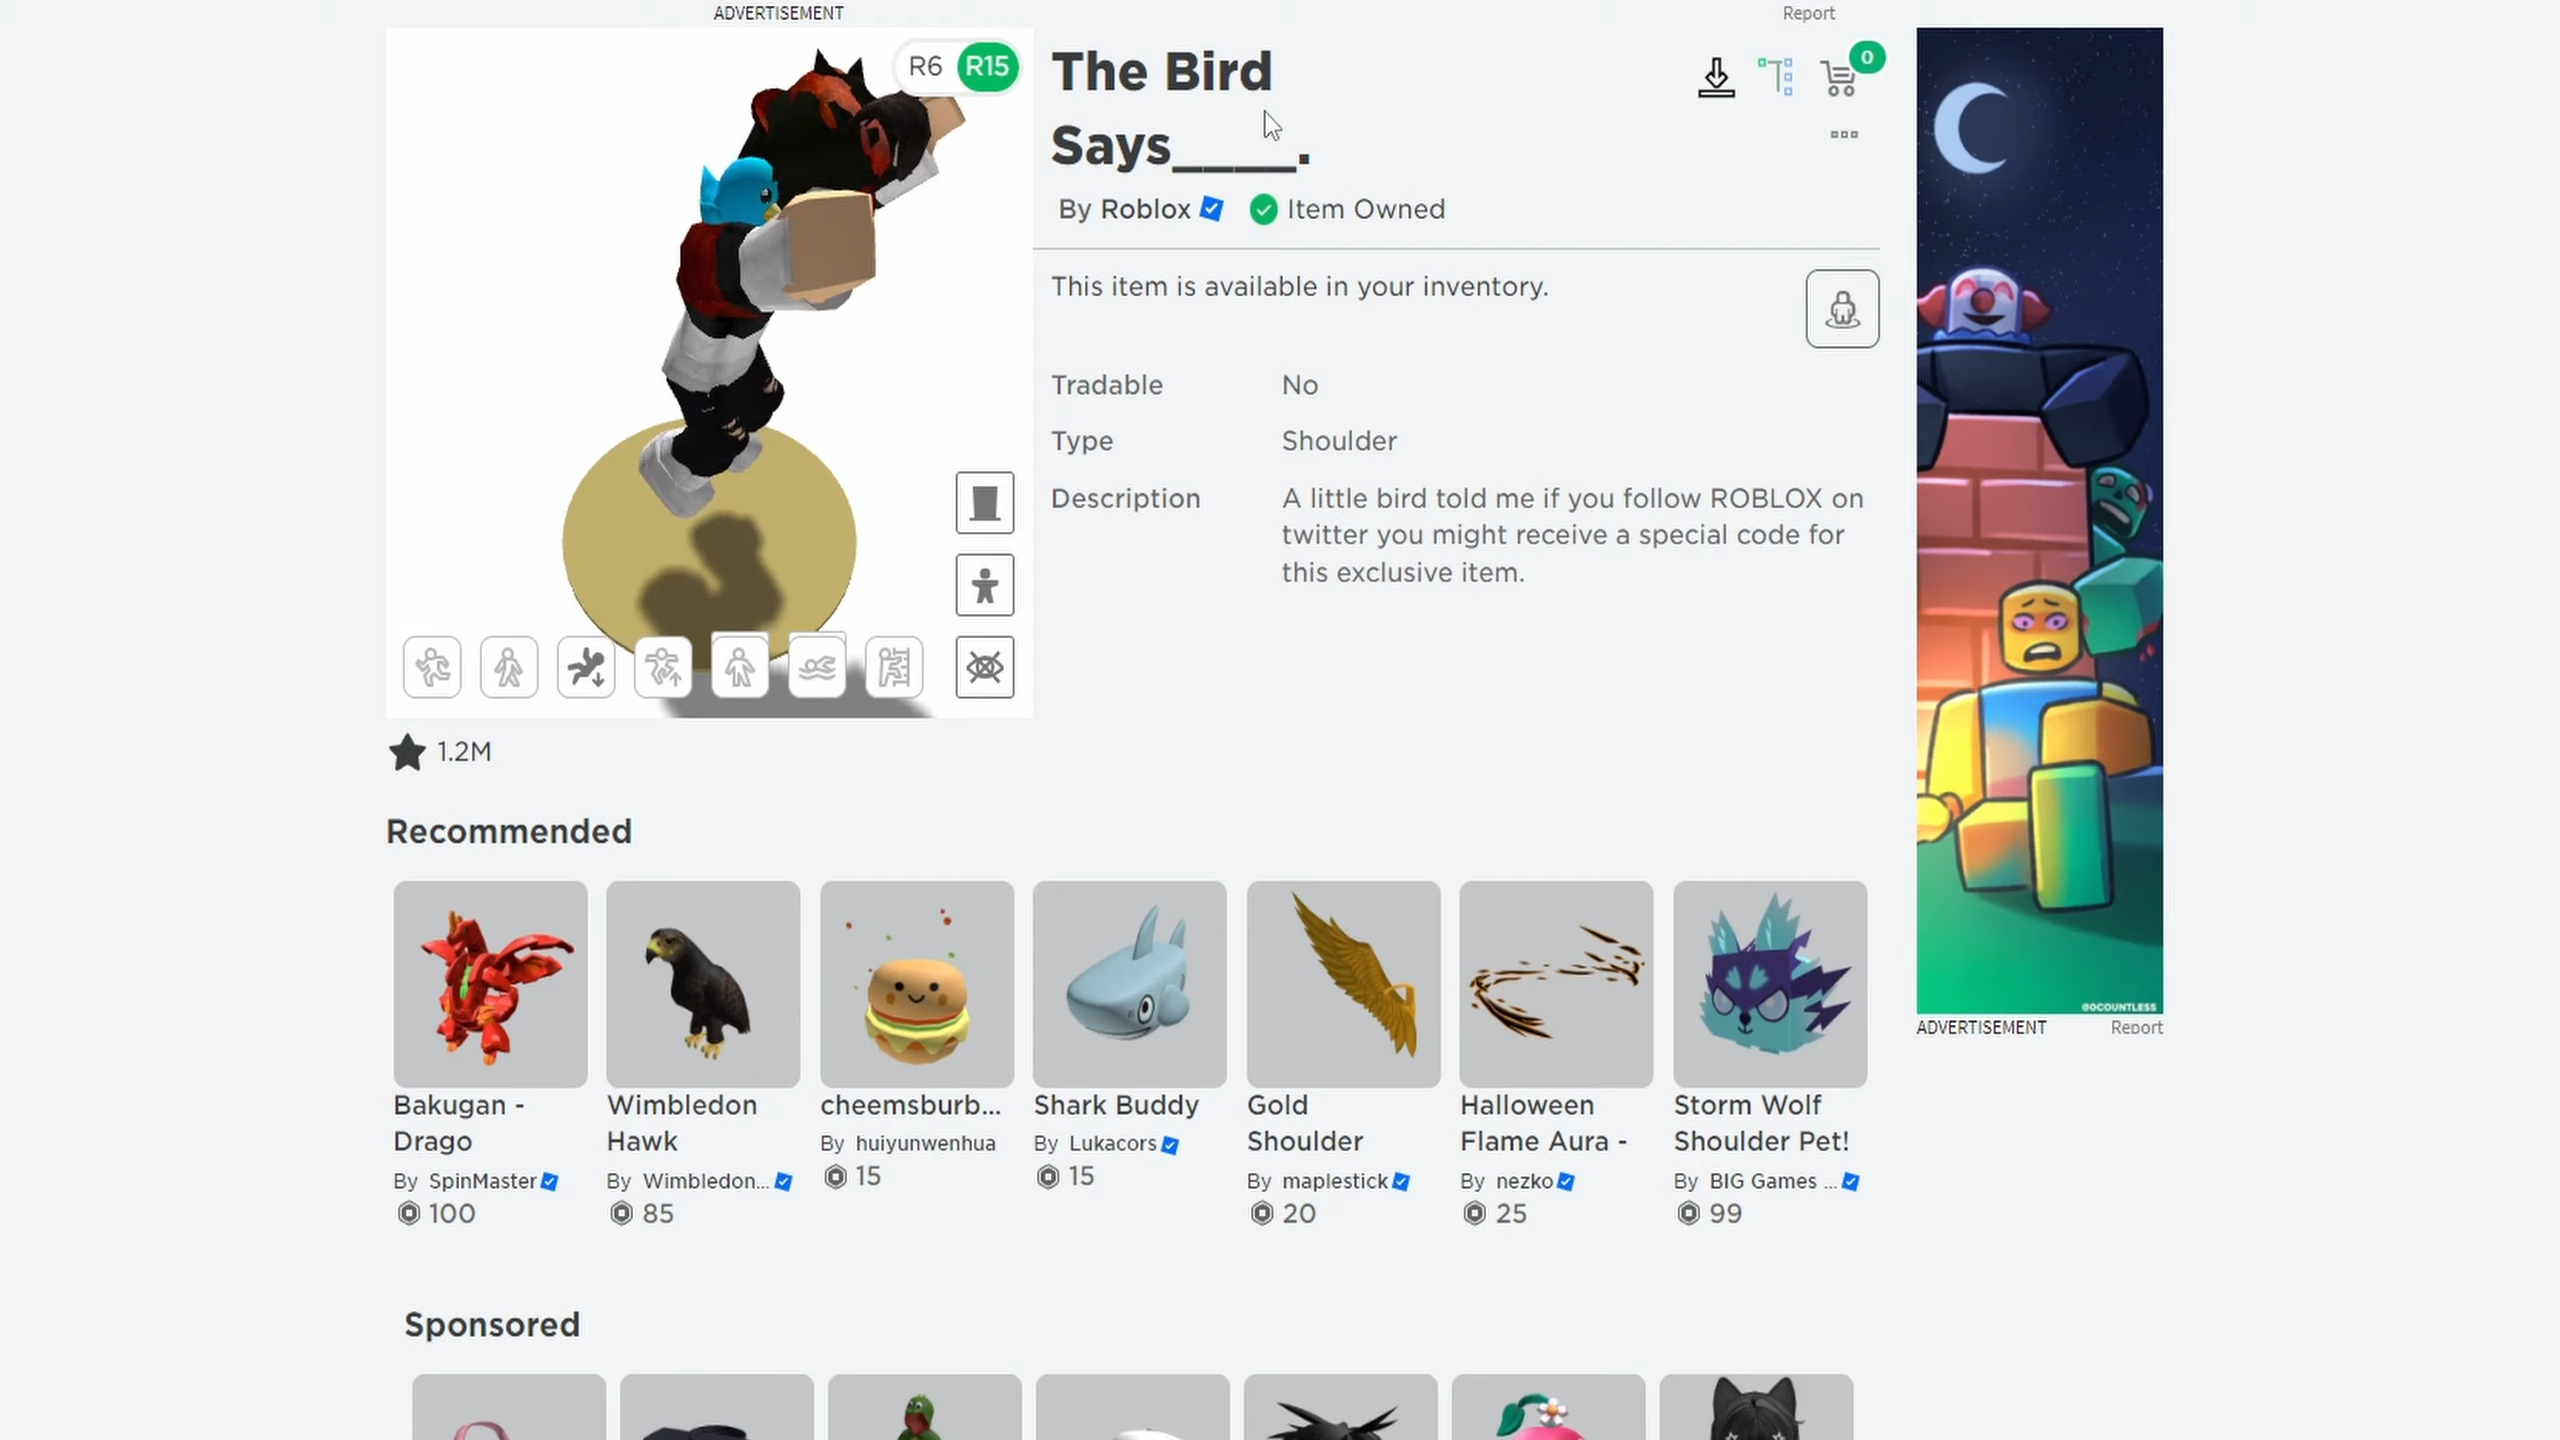 ADVERTISEMENT
Report
R6 R15
The Bird
Says____.
0
By Roblox Item Owned
This item is available in your inventory.
Tradable No
Type Shoulder
Description A little bird told me if you follow ROBLOX on
twitter you might receive a special code for
this exclusive item.
1.2M
@0COUNTLESS
ADVERTISEMENT Report
Recommended
Bakugan -
Drago
By SpinMaster
100
Wimbledon
Hawk
By Wimbledon...
85
cheemsburb...
By huiyunwenhua
15
Shark Buddy
By Lukacors
15
Gold
Shoulder
By maplestick
20
Halloween
Flame Aura -
By nezko
25
Storm Wolf
Shoulder Pet!
By BIG Games ...
99
Sponsored